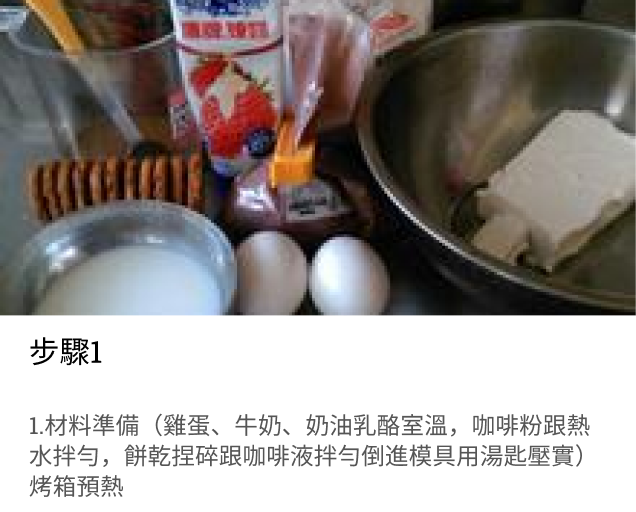 步驟1
1.材料準備（雞蛋、牛奶、奶油乳酪室溫，咖啡粉跟熱
水拌勻，餅乾捏碎跟咖啡液拌勻倒進模具用湯匙壓實）
烤箱預熱